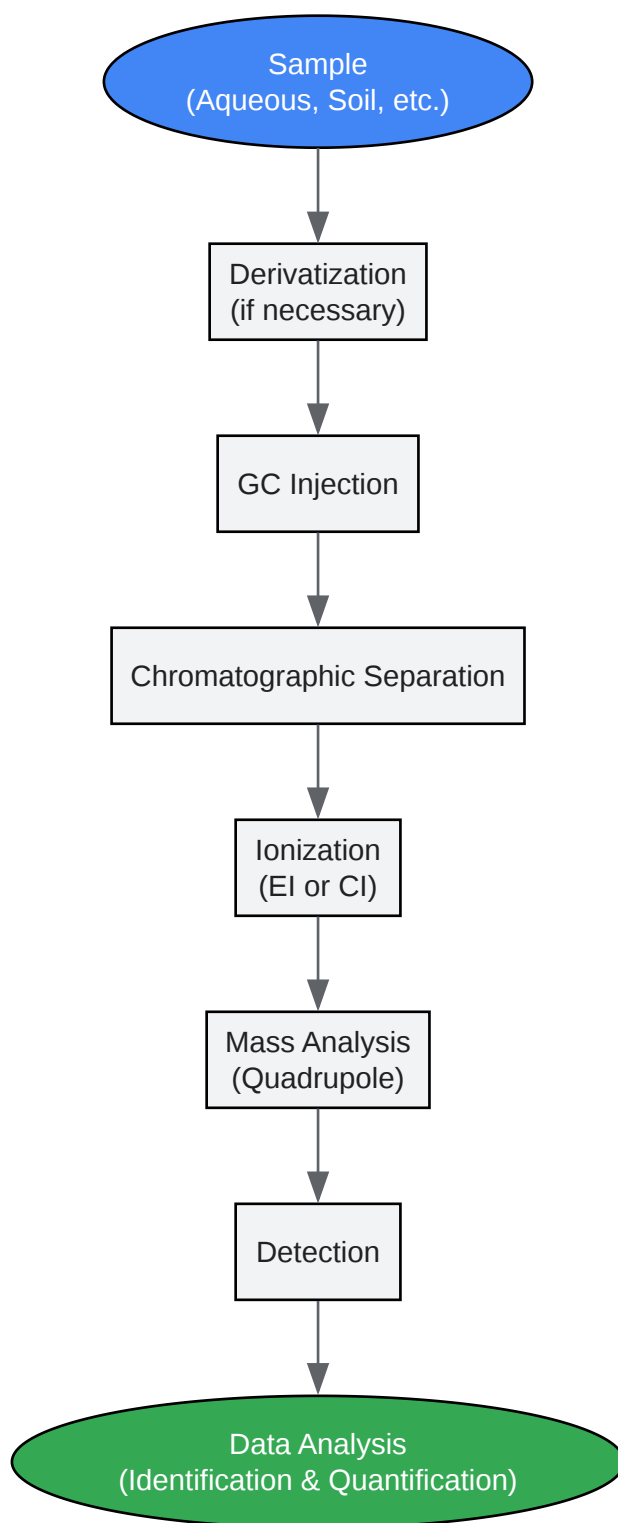 Sample
(Aqueous, Soil, etc.)
Derivatization
(if necessary)
GC Injection
Chromatographic Separation
Ionization
(EI or CI)
Mass Analysis
(Quadrupole)
Detection
Data Analysis
(Identification & Quantification)